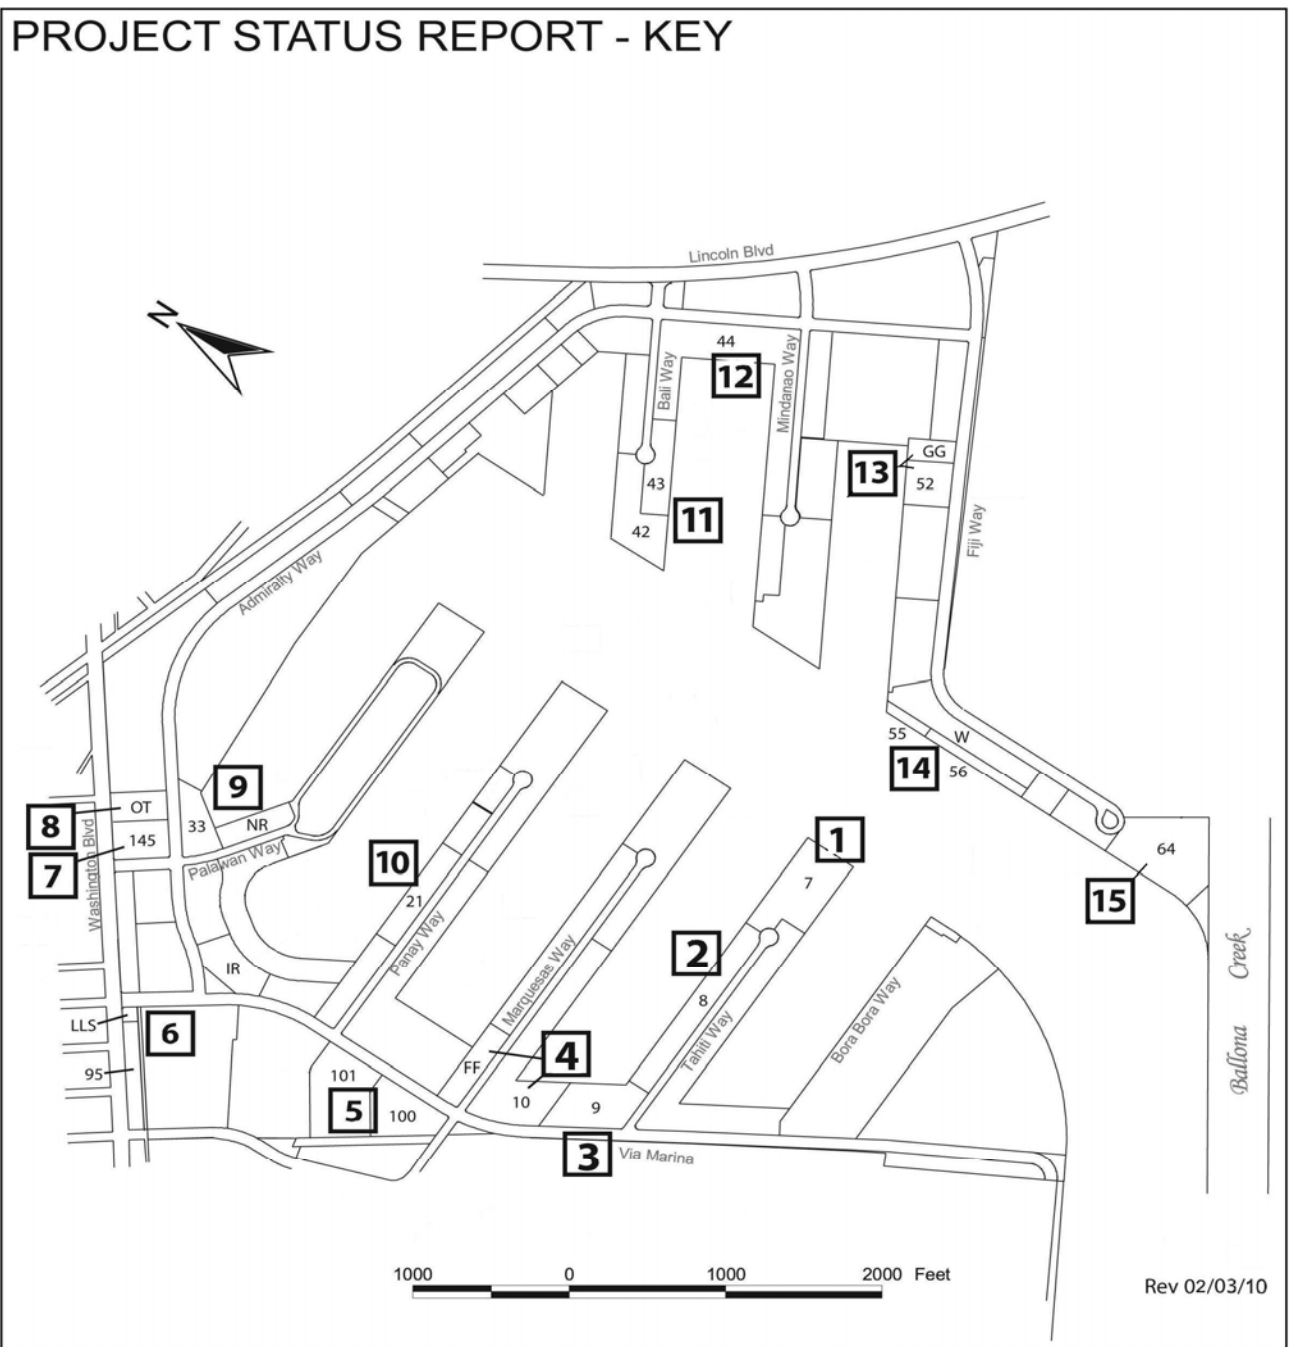 PROJECT STATUS REPORT - KEY
N
Lincoln Blvd
44
12
Bali Way
Mindanao Way
13
GG
52
43
11
42
Fiji Way
Admiralty Way
55
W
14
56
9
8
OT
33
NR
7
145
Washington Blvd
Palawan Way
10
21
1
7
64
15
Panay Way
IR
2
8
Marquesas Way
Tahiti Way
Bora Bora Way
Ballona Creek
LLS
6
95
4
FF
101
5
100
10
9
3
Via Marina
1000 0 1000 2000 Feet
Rev 02/03/10